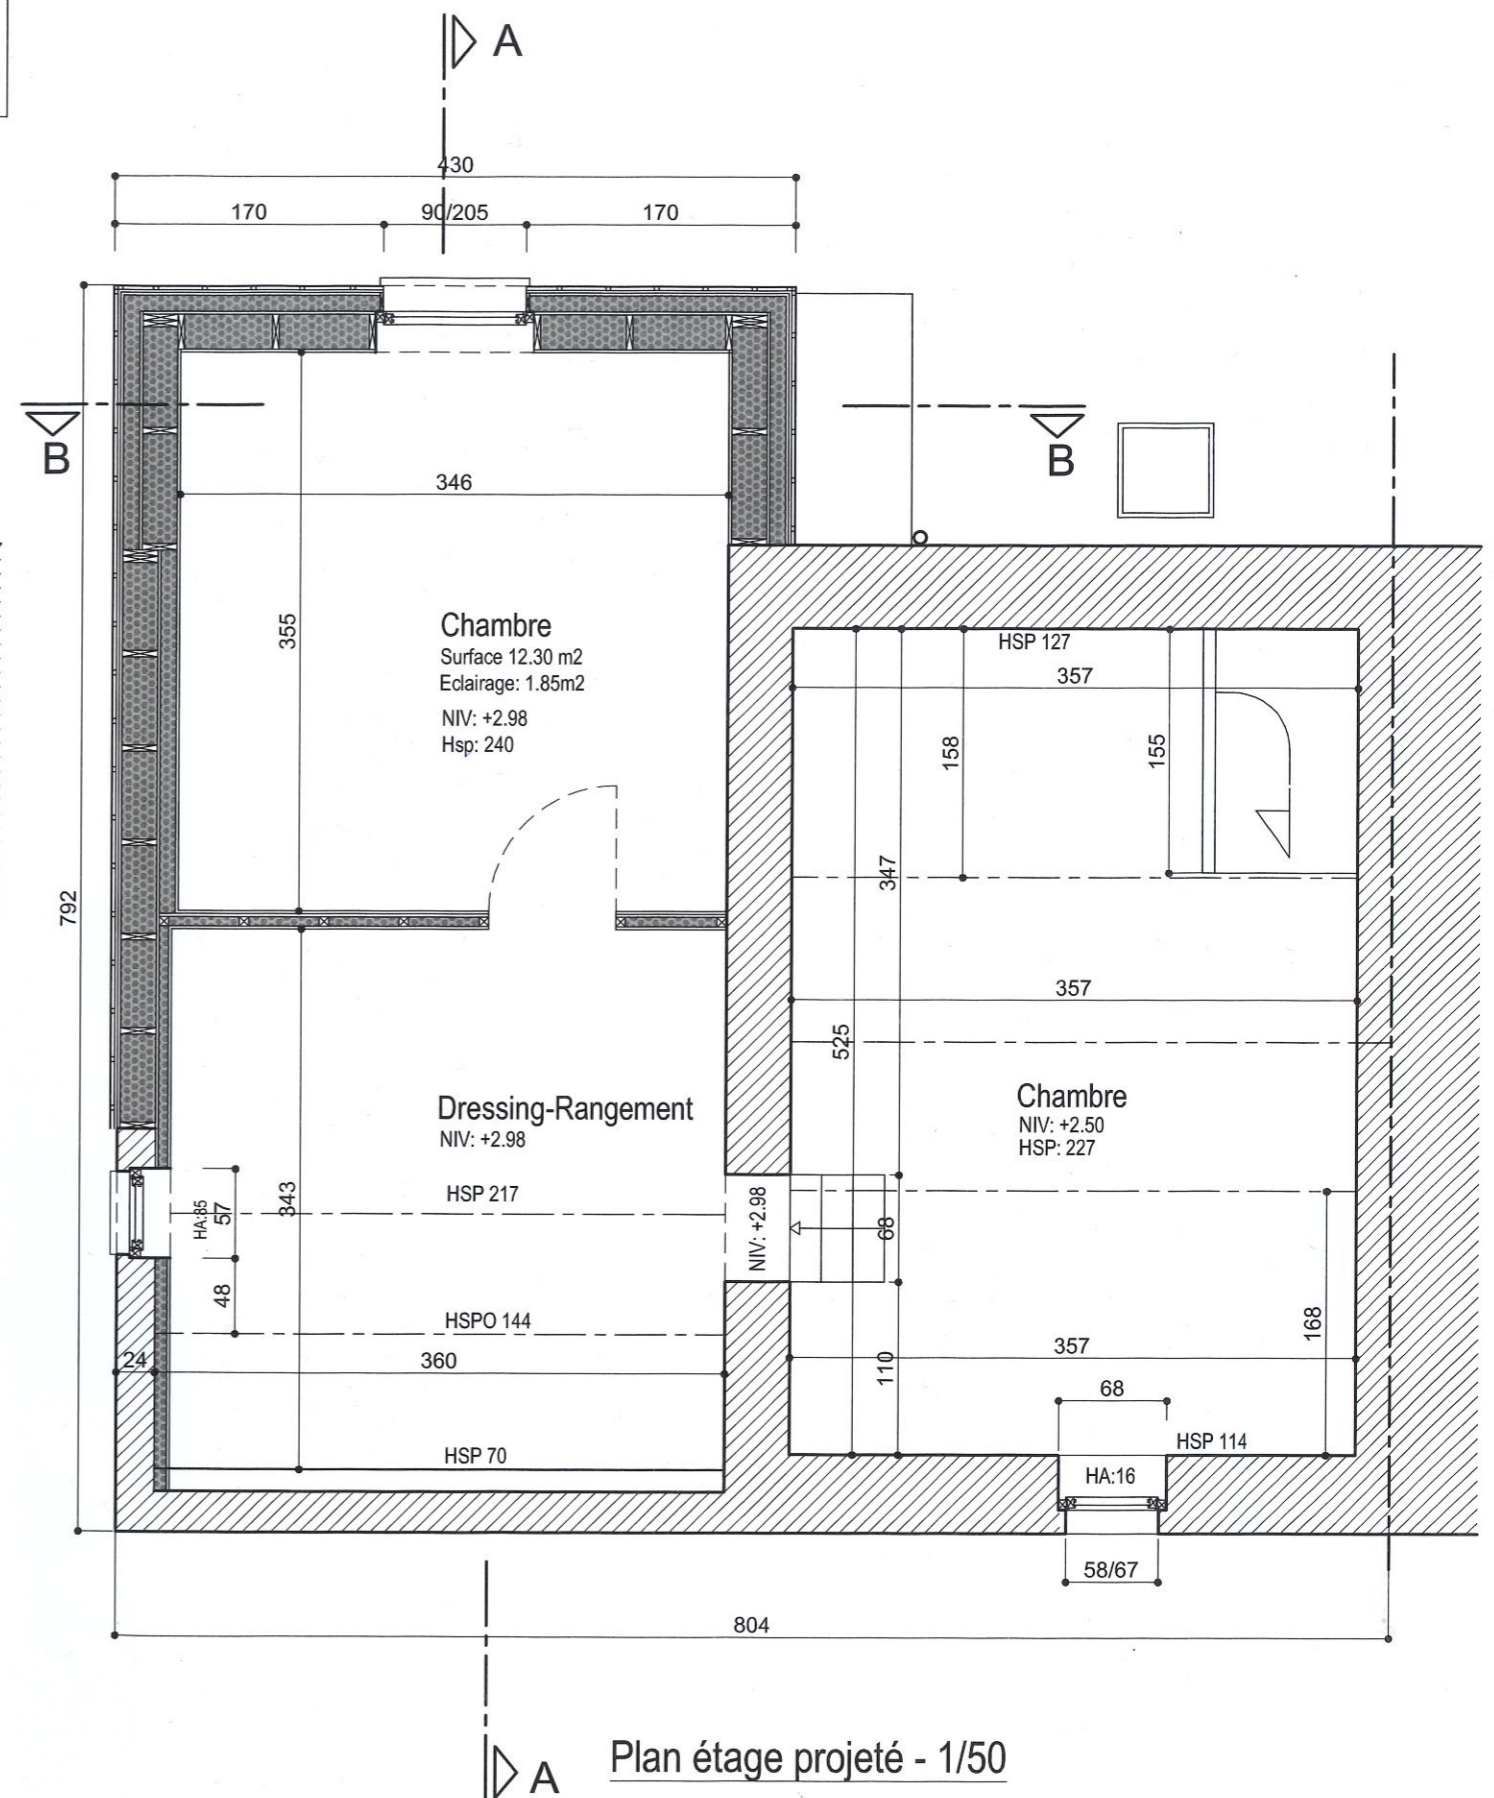 A
430
170
90/205
170
B
B
346
355
Chambre
Surface 12.30 m2
Eclairage: 1.85m2
NIV: +2.98
Hsp: 240
HSP 127
357
158
155
347
792
357
525
Chambre
NIV: +2.50
HSP: 227
Dressing-Rangement
NIV: +2.98
HSP 217
343
HA:85
57
NIV: +2.98
68
48
HSPO 144
168
24
360
357
110
68
HSP 70
HSP 114
HA:16
58/67
804
Plan étage projeté - 1/50
A